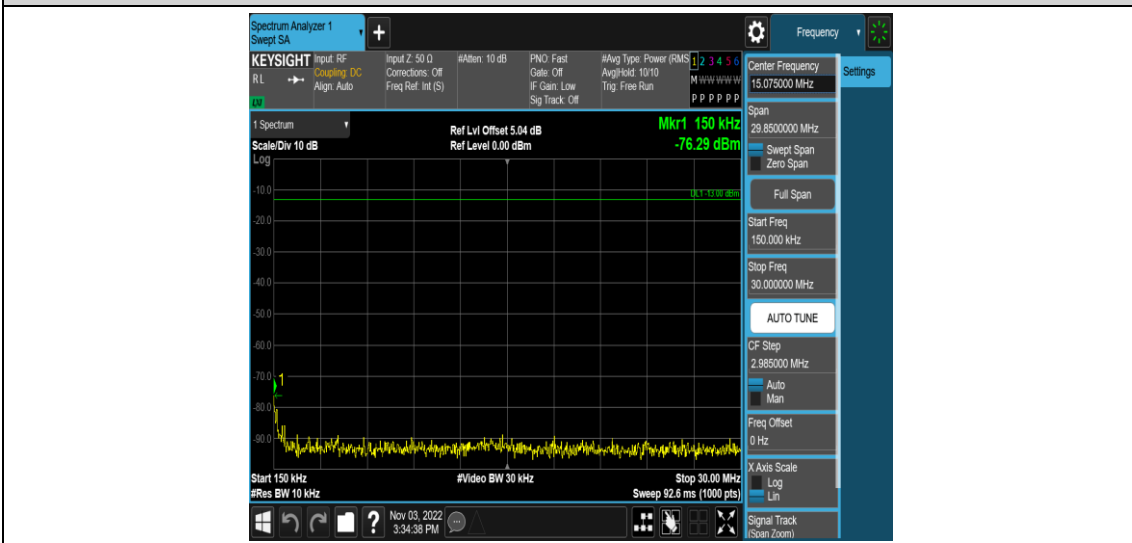 Spectrum Analyzer 1
Swept SA
+
Frequency
KEYSIGHT
RL
LW
Input: RF
Coupling: DC
Align: Auto
Input Z: 50 Ω
Corrections: Off
Freq Ref: Int (S)
#Atten: 10 dB
PNO: Fast
Gate: Off
IF Gain: Low
Sig Track: Off
#Avg Type: Power (RMS
Avg|Hold: 10/10
Trig: Free Run
1 2 3 4 5 6
M W W W W W
P P P P P P
1 Spectrum
Scale/Div 10 dB
Ref Lvl Offset 5.04 dB
Ref Level 0.00 dBm
Mkr1 150 kHz
-76.29 dBm
Log
DL1 -13.00 dBm
-10.0
-20.0
-30.0
-40.0
-50.0
-60.0
-70.0
1
-80.0
-90.0
Start 150 kHz
#Video BW 30 kHz
Stop 30.00 MHz
#Res BW 10 kHz
Sweep 92.6 ms (1000 pts)
?
Nov 03, 2022
3:34:38 PM
Center Frequency
15.075000 MHz
Settings
Span
29.8500000 MHz
Swept Span
Zero Span
Full Span
Start Freq
150.000 kHz
Stop Freq
30.000000 MHz
AUTO TUNE
CF Step
2.985000 MHz
Auto
Man
Freq Offset
0 Hz
X Axis Scale
Log
Lin
Signal Track
(Span Zoom)